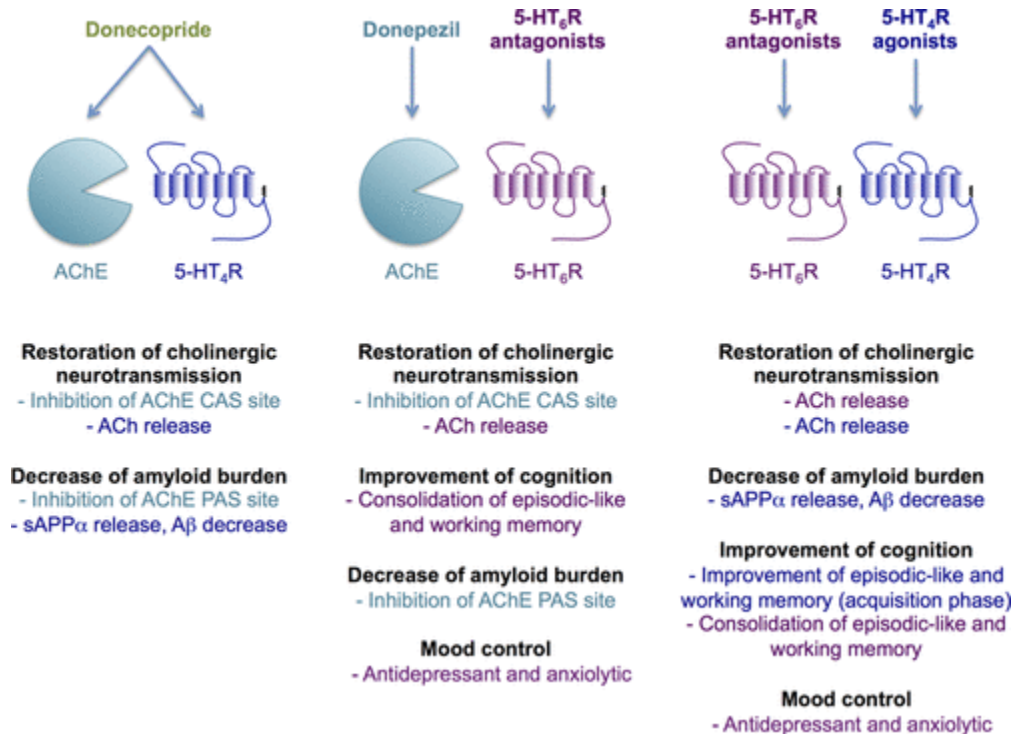 Donecopride
AChE
5-HT₄R
Restoration of cholinergic
neurotransmission
- Inhibition of AChE CAS site
- ACh release
Decrease of amyloid burden
- Inhibition of AChE PAS site
- sAPPα release, Aβ decrease
Donepezil
5-HT₆R
antagonists
AChE
5-HT₆R
Restoration of cholinergic
neurotransmission
- Inhibition of AChE CAS site
- ACh release
Improvement of cognition
- Consolidation of episodic-like
and working memory
Decrease of amyloid burden
- Inhibition of AChE PAS site
Mood control
- Antidepressant and anxiolytic
5-HT₆R
antagonists
5-HT₄R
agonists
5-HT₆R
5-HT₄R
Restoration of cholinergic
neurotransmission
- ACh release
- ACh release
Decrease of amyloid burden
- sAPPα release, Aβ decrease
Improvement of cognition
- Improvement of episodic-like and
working memory (acquisition phase)
- Consolidation of episodic-like and
working memory
Mood control
- Antidepressant and anxiolytic